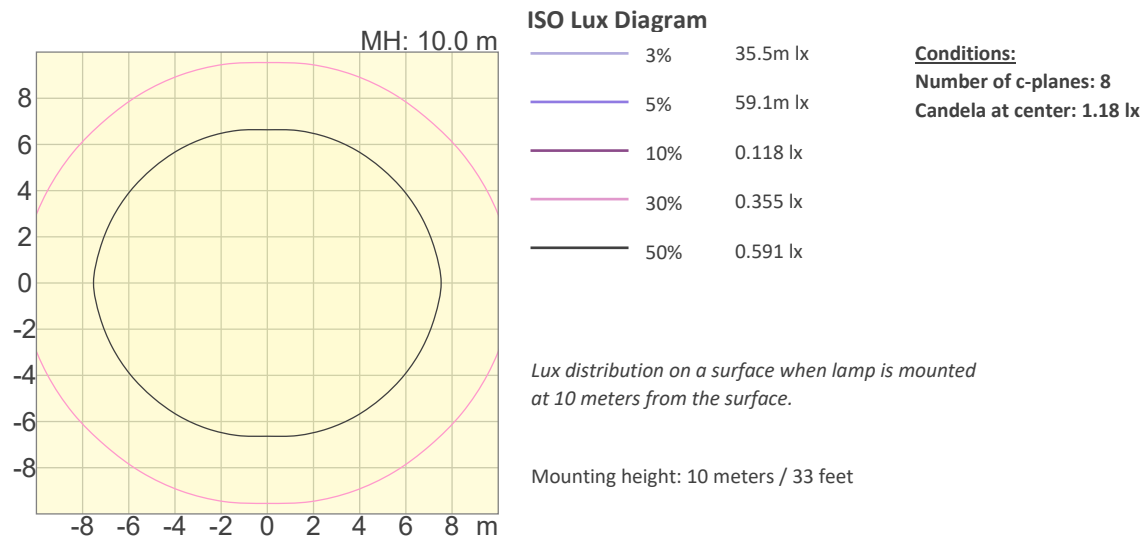 MH: 10.0 m
8
6
4
2
0
-2
-4
-6
-8
-8 -6 -4 -2 0 2 4 6 8 m
ISO Lux Diagram
3% 35.5m lx
5% 59.1m lx
10% 0.118 lx
30% 0.355 lx
50% 0.591 lx
Conditions:
Number of c-planes: 8
Candela at center: 1.18 lx
Lux distribution on a surface when lamp is mounted
at 10 meters from the surface.
Mounting height: 10 meters / 33 feet